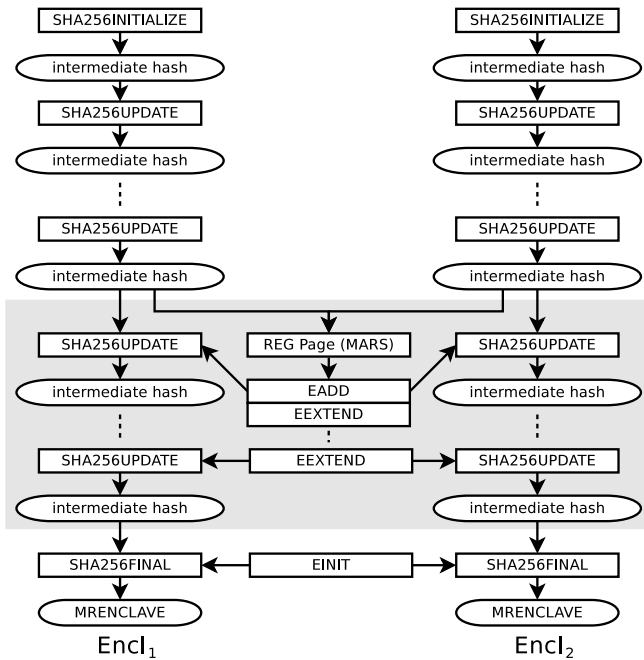 SHA256INITIALIZE
SHA256INITIALIZE
intermediate hash
intermediate hash
SHA256UPDATE
SHA256UPDATE
intermediate hash
intermediate hash
SHA256UPDATE
SHA256UPDATE
intermediate hash
intermediate hash
SHA256UPDATE
REG Page (MARS)
SHA256UPDATE
intermediate hash
EADD
intermediate hash
EEXTEND
SHA256UPDATE
EEXTEND
SHA256UPDATE
intermediate hash
intermediate hash
SHA256FINAL
EINIT
SHA256FINAL
MRENCLAVE
MRENCLAVE
Encl₁
Encl₂